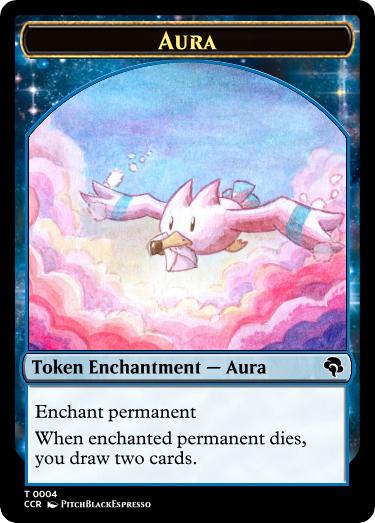 Aura
Token Enchantment — Aura
Enchant permanent
When enchanted permanent dies,
you draw two cards.
T 0004
CCR PitchBlackEspresso